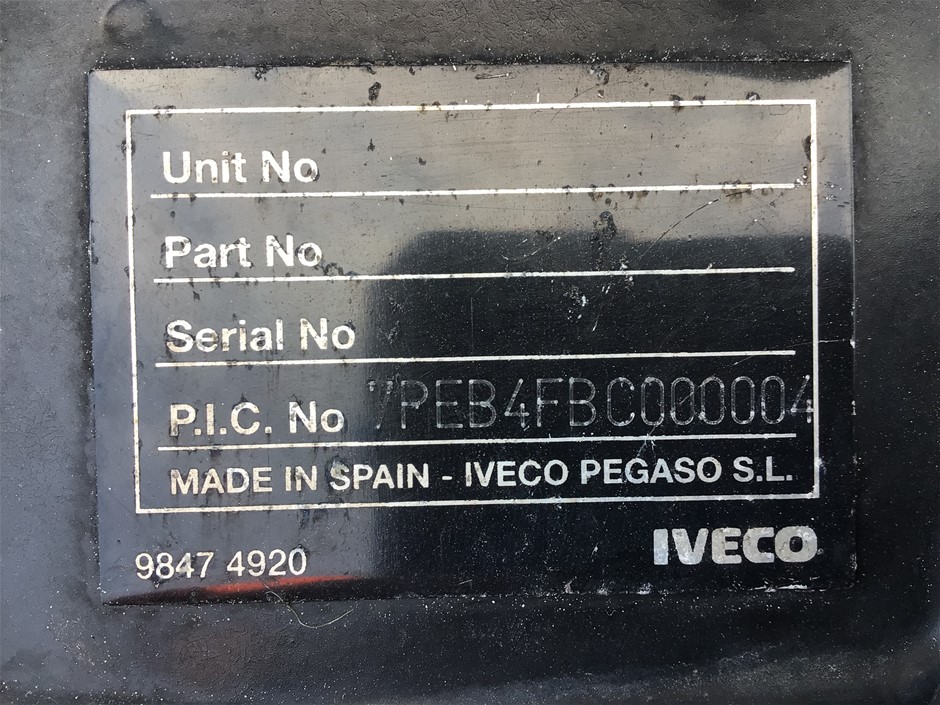 Unit No
Part No
Serial No
P.I.C. No 7PEB4FBC000004
MADE IN SPAIN - IVECO PEGASO S.L.
9847 4920
IVECO